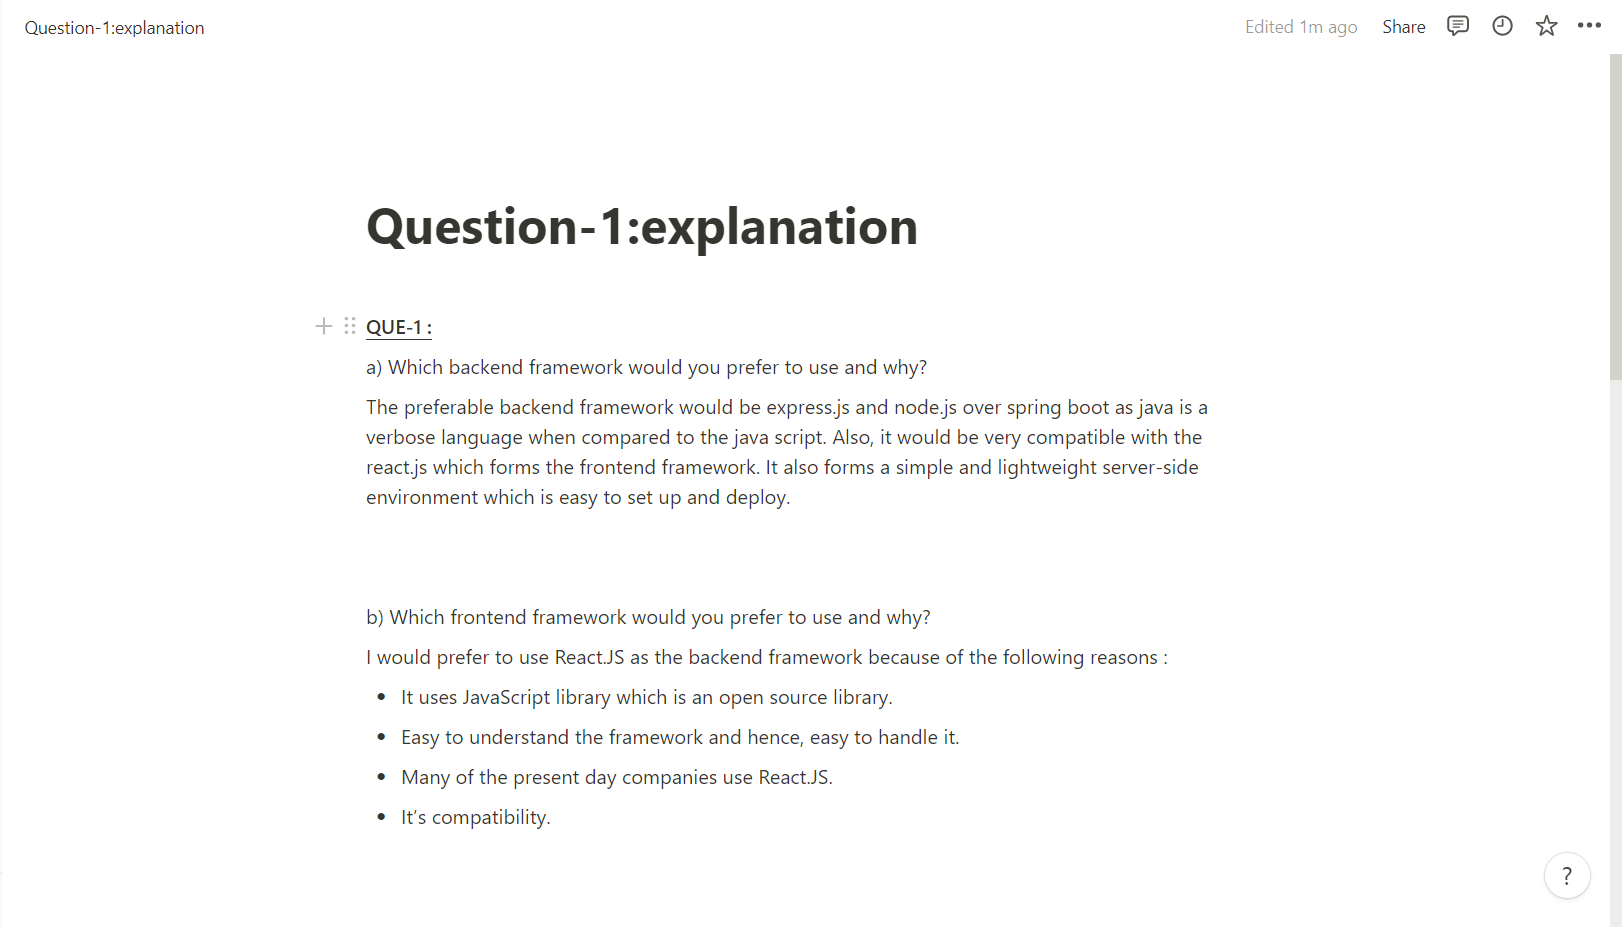 Question-1:explanation
Edited 1m ago Share
Question-1:explanation
QUE-1 :
a) Which backend framework would you prefer to use and why?
The preferable backend framework would be express.js and node.js over spring boot as java is a
verbose language when compared to the java script. Also, it would be very compatible with the
react.js which forms the frontend framework. It also forms a simple and lightweight server-side
environment which is easy to set up and deploy.
b) Which frontend framework would you prefer to use and why?
I would prefer to use React.JS as the backend framework because of the following reasons :
• It uses JavaScript library which is an open source library.
• Easy to understand the framework and hence, easy to handle it.
• Many of the present day companies use React.JS.
• It’s compatibility.
?